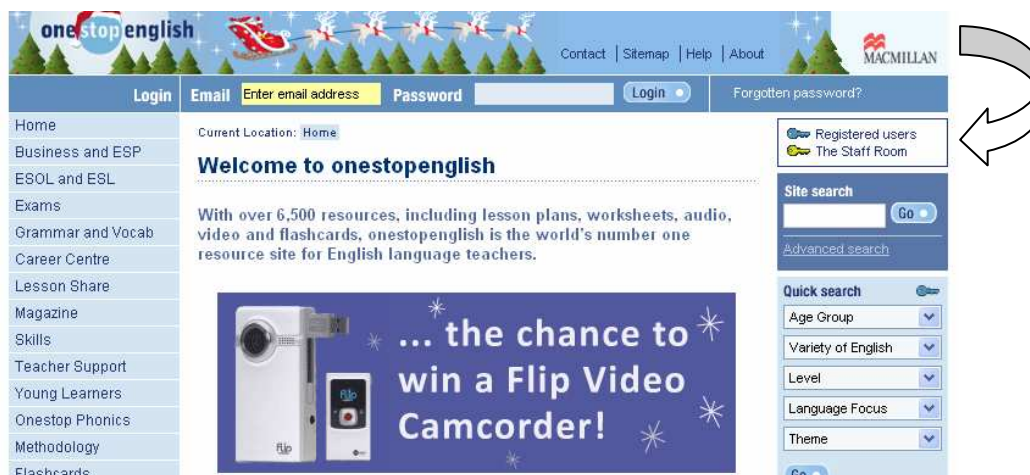 onestopenglish
Contact | Sitemap | Help | About
MACMILLAN
Login Email Enter email address Password Login Forgotten password?
Home
Business and ESP
ESOL and ESL
Exams
Grammar and Vocab
Career Centre
Lesson Share
Magazine
Skills
Teacher Support
Young Learners
Onestop Phonics
Methodology
Flashcards
Current Location: Home
Welcome to onestopenglish
With over 6,500 resources, including lesson plans, worksheets, audio,
video and flashcards, onestopenglish is the world's number one
resource site for English language teachers.
... the chance to
win a Flip Video
Camcorder!
flip
flip
Registered users
The Staff Room
Site search
Go
Advanced search
Quick search
Age Group
Variety of English
Level
Language Focus
Theme
Go